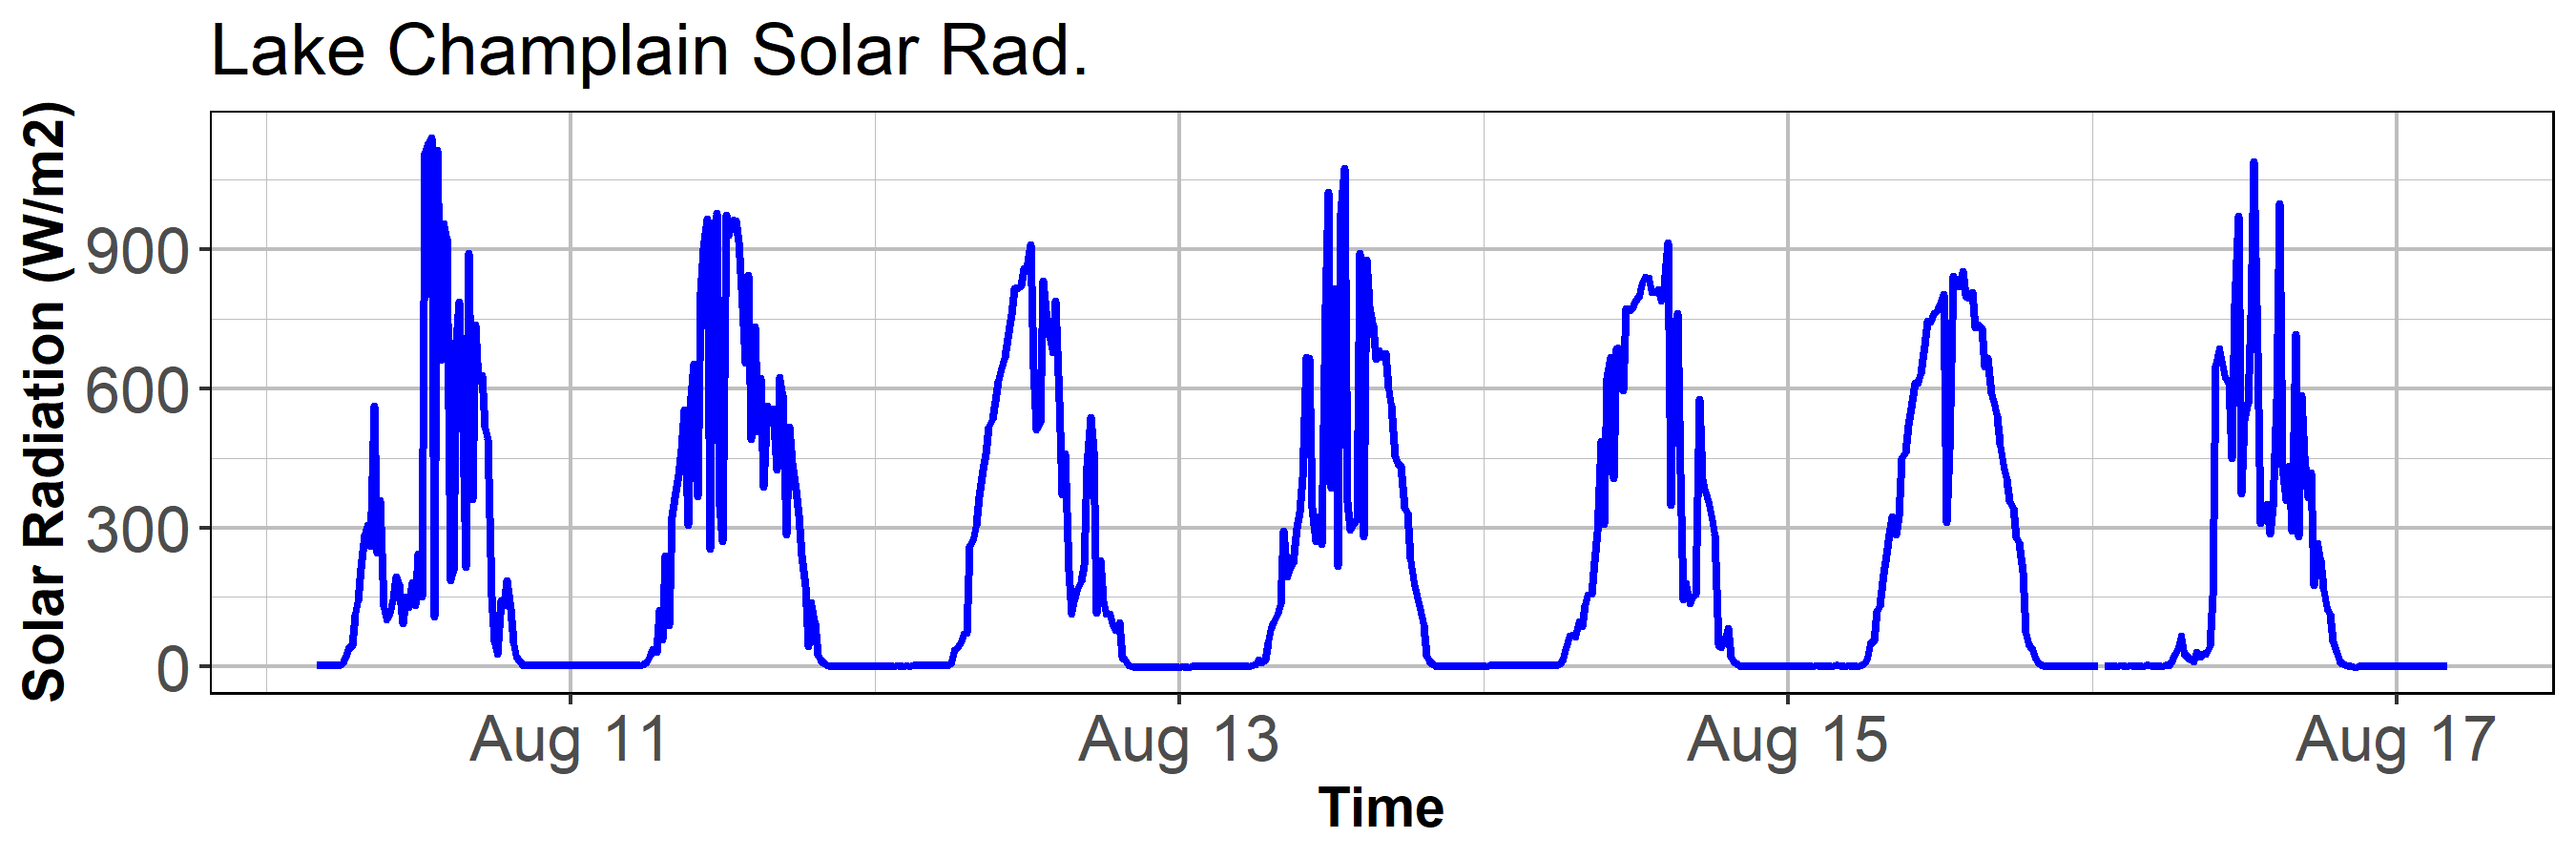 Lake Champlain Solar Rad.
Solar Radiation (W/m2)
900
600
300
0
Aug 11
Aug 13
Aug 15
Aug 17
Time